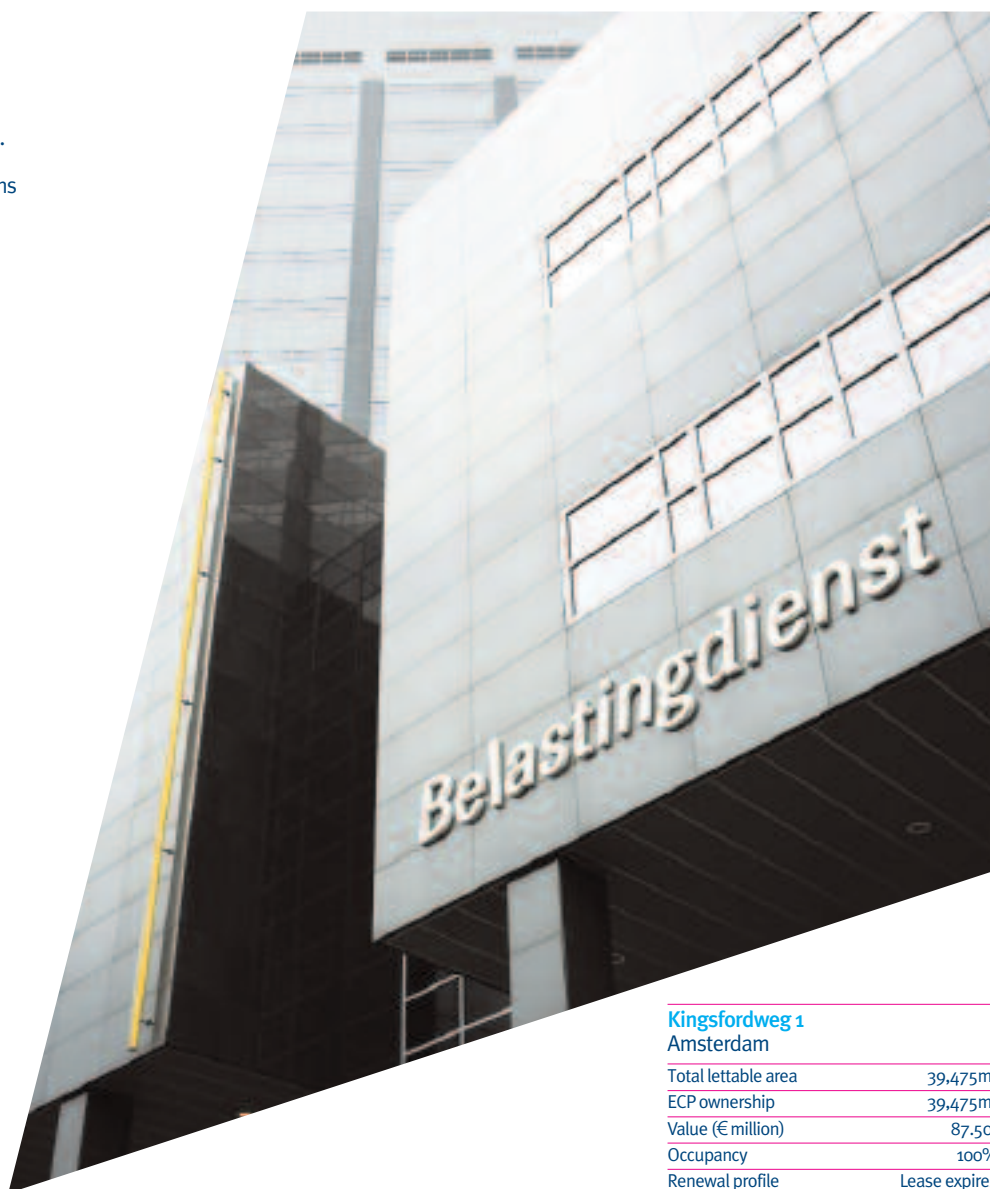 .
ns
Belastingdienst
Kingsfordweg 1
Amsterdam
Total lettable area 39,475m
ECP ownership 39,475m
Value (€ million) 87.50
Occupancy 100%
Renewal profile Lease expire